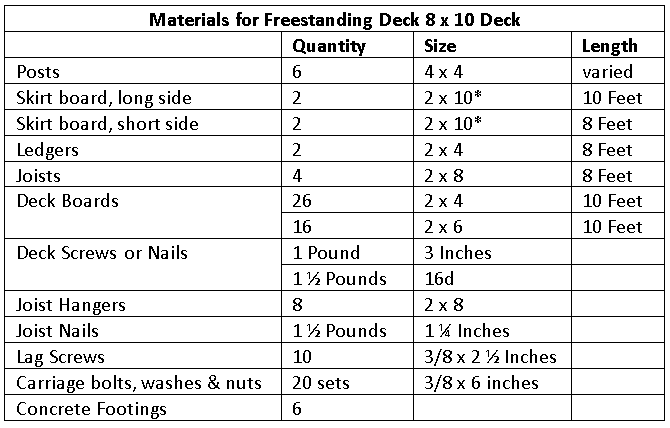 Materials for Freestanding Deck 8 x 10 Deck
Quantity Size Length
Posts 6 4 x 4 varied
Skirt board, long side 2 2 x 10* 10 Feet
Skirt board, short side 2 2 x 10* 8 Feet
Ledgers 2 2 x 4 8 Feet
Joists 4 2 x 8 8 Feet
Deck Boards 26 2 x 4 10 Feet
16 2 x 6 10 Feet
Deck Screws or Nails 1 Pound 3 Inches
1 ½ Pounds 16d
Joist Hangers 8 2 x 8
Joist Nails 1 ½ Pounds 1 ¼ Inches
Lag Screws 10 3/8 x 2 ½ Inches
Carriage bolts, washes & nuts 20 sets 3/8 x 6 inches
Concrete Footings 6